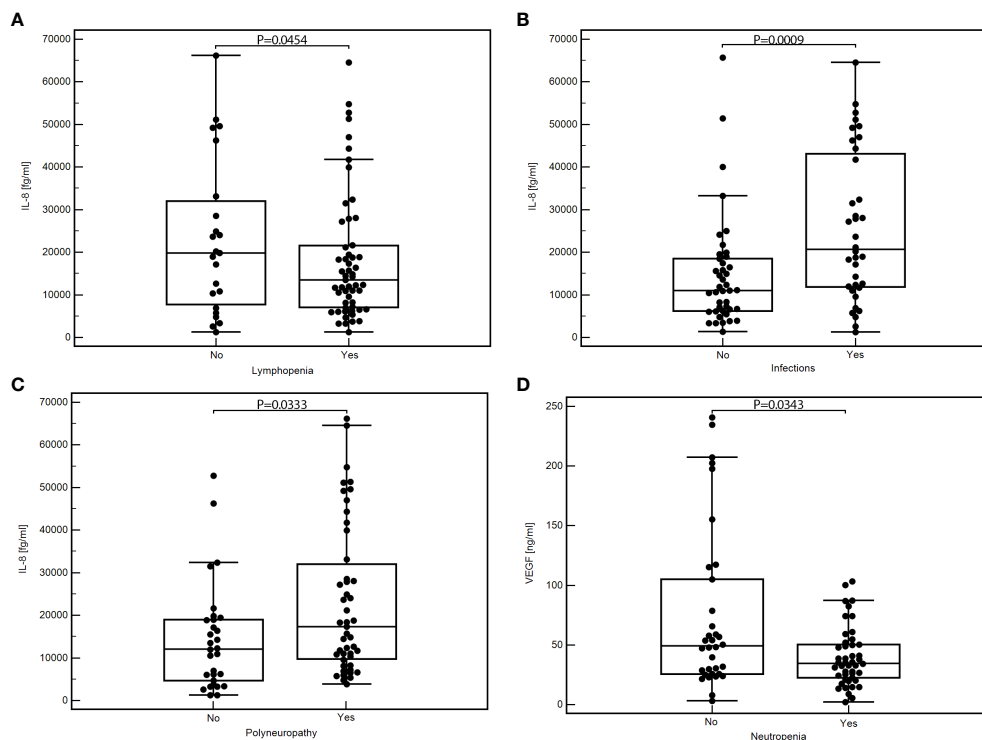 A
P=0.0454
70000
60000
50000
40000
30000
20000
10000
0
IL-8 [fg/ml]
No
Yes
Lymphopenia
B
P=0.0009
70000
60000
50000
40000
30000
20000
10000
0
IL-8 [fg/ml]
No
Yes
Infections
C
P=0.0333
70000
60000
50000
40000
30000
20000
10000
0
IL-8 [fg/ml]
No
Yes
Polyneuropathy
D
P=0.0343
250
200
150
100
50
0
VEGF [ng/ml]
No
Yes
Neutropenia